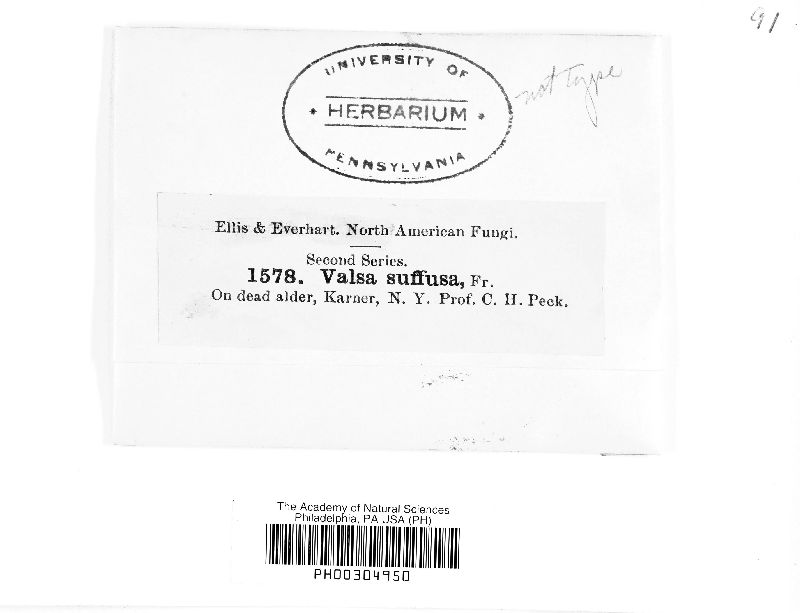 91
UNIVERSITY OF
* HERBARIUM *
PENNSYLVANIA
not Type
Ellis & Everhart. North American Fungi.
Second Series.
1578. Valsa suffusa, Fr.
On dead alder, Karner, N. Y. Prof. C. H. Peck.
The Academy of Natural Sciences
Philadelphia, PA USA (PH)
PH00304950